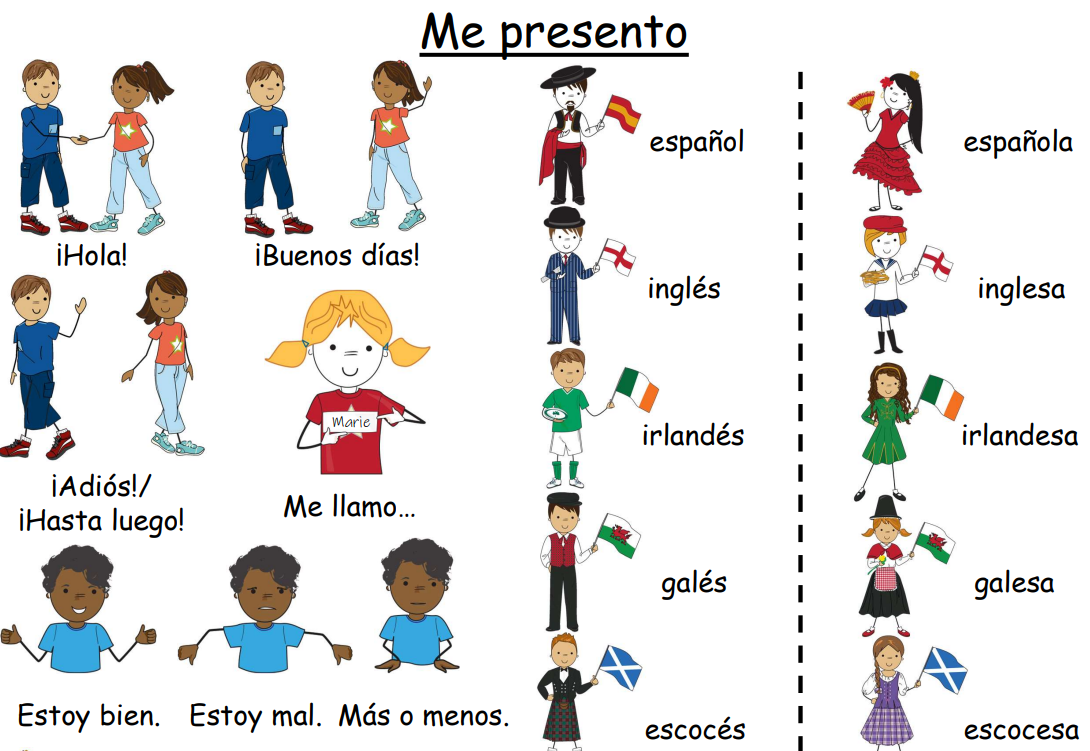 Me presento
¡Hola!
¡Buenos días!
¡Adiós!/
¡Hasta luego!
Marie
Me llamo…
Estoy bien.
Estoy mal.
Más o menos.
español
española
inglés
inglesa
irlandés
irlandesa
galés
galesa
escocés
escocesa